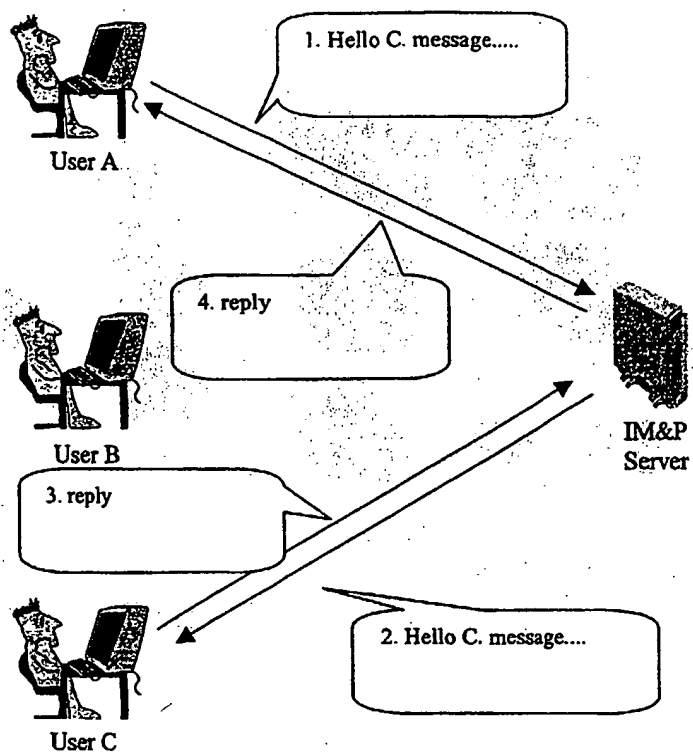 1. Hello C. message.....
User A
4. reply
User B
IM&P
Server
3. reply
2. Hello C. message....
User C